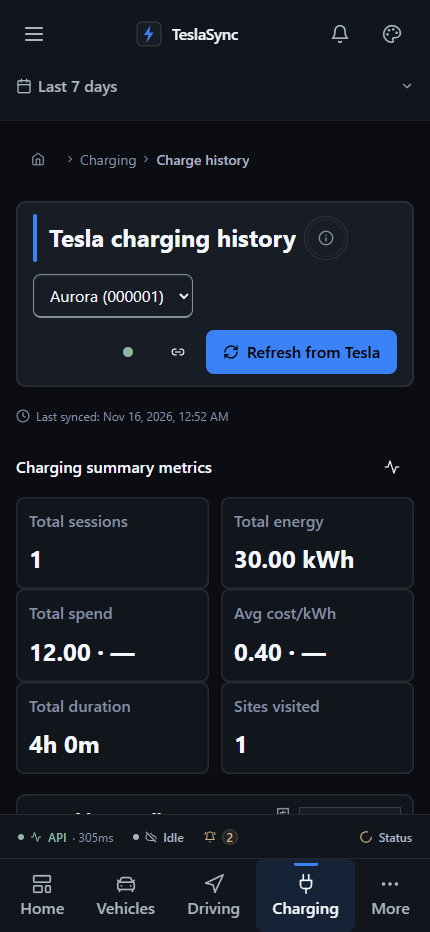 TeslaSync
Last 7 days
Charging
Charge history
Tesla charging history
Aurora (000001)
Refresh from Tesla
Last synced: Nov 16, 2026, 12:52 AM
Charging summary metrics
Total sessions
1
Total energy
30.00 kWh
Total spend
12.00 · —
Avg cost/kWh
0.40 · —
Total duration
4h 0m
Sites visited
1
API · 305ms
Idle
2
Status
Home
Vehicles
Driving
Charging
More